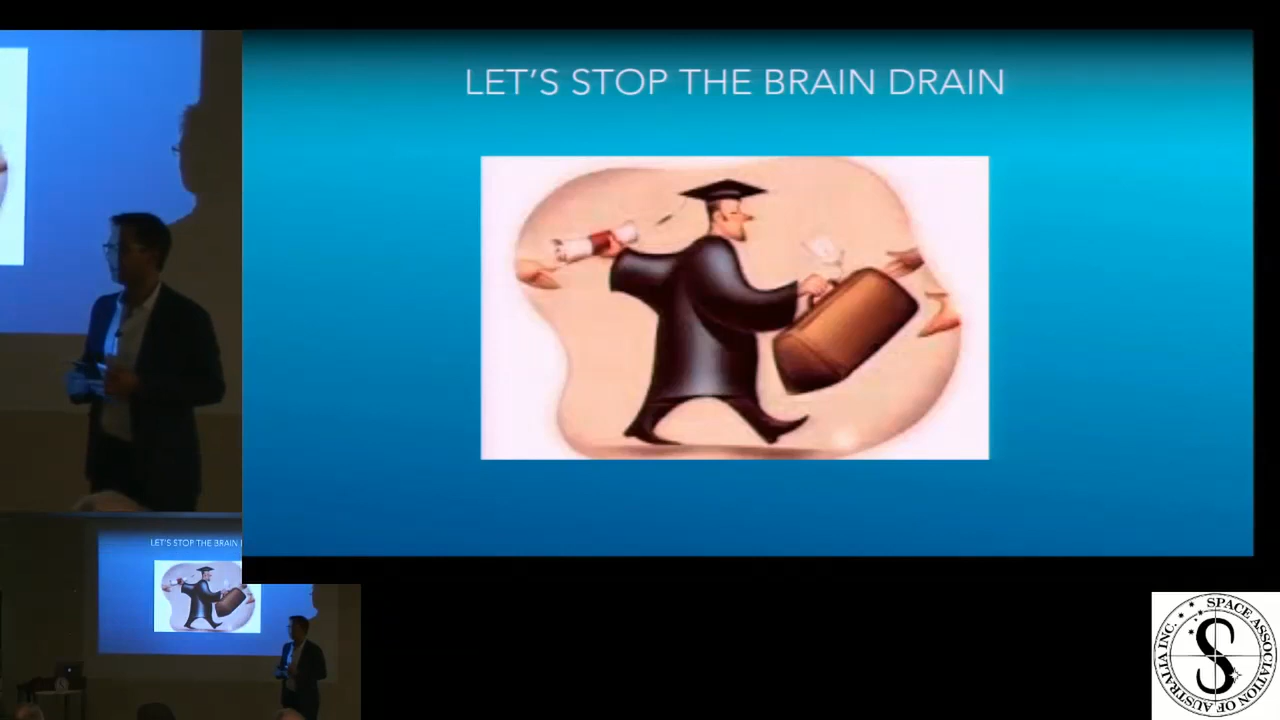 LET'S STOP THE BRAIN DRAIN
LET'S STOP THE BRAIN
SPACE ASSOCIATION OF AUSTRALIA INC.
S